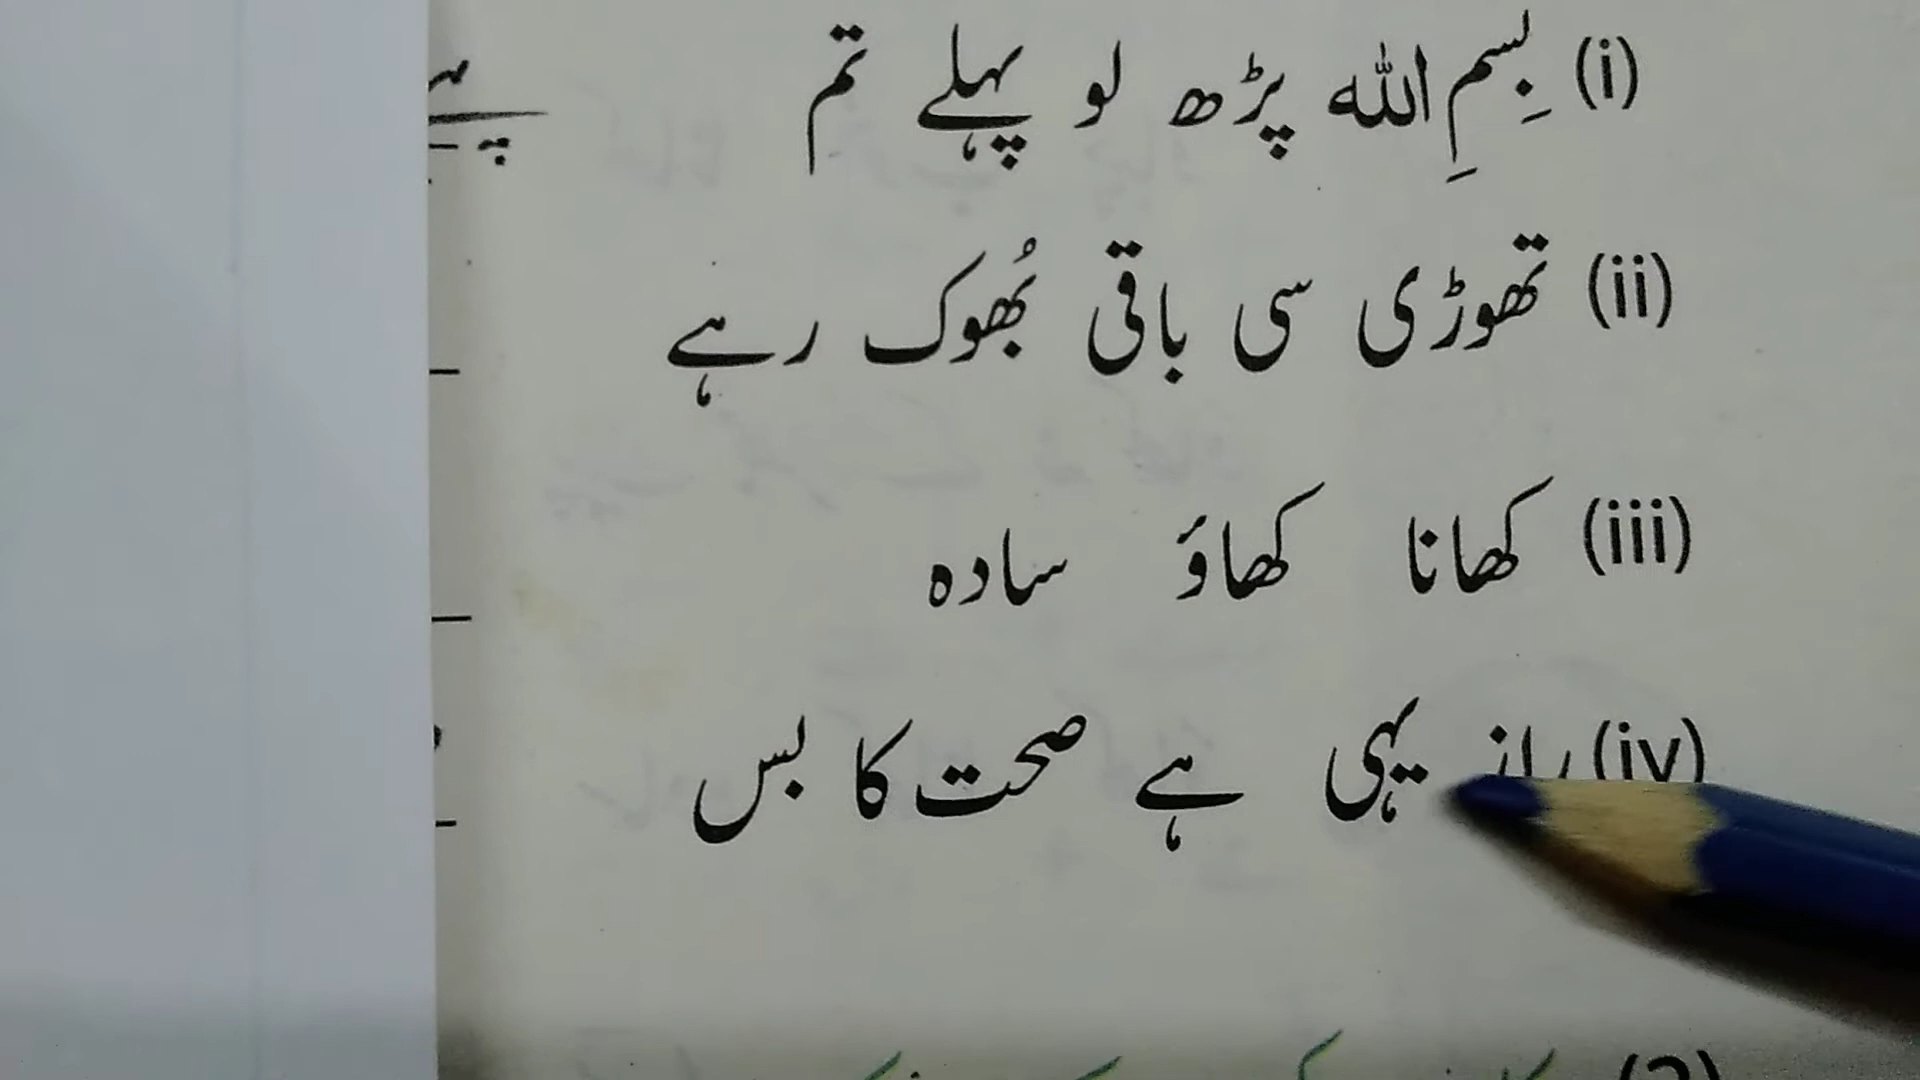 (i) بِسمِ اللہ پڑھ لو پہلے تم
(ii) تھوڑی سی باقی بُھوک رہے
(iii) کھانا کھاؤ سادہ
(iv) راز یہی ہے صحت کا بس